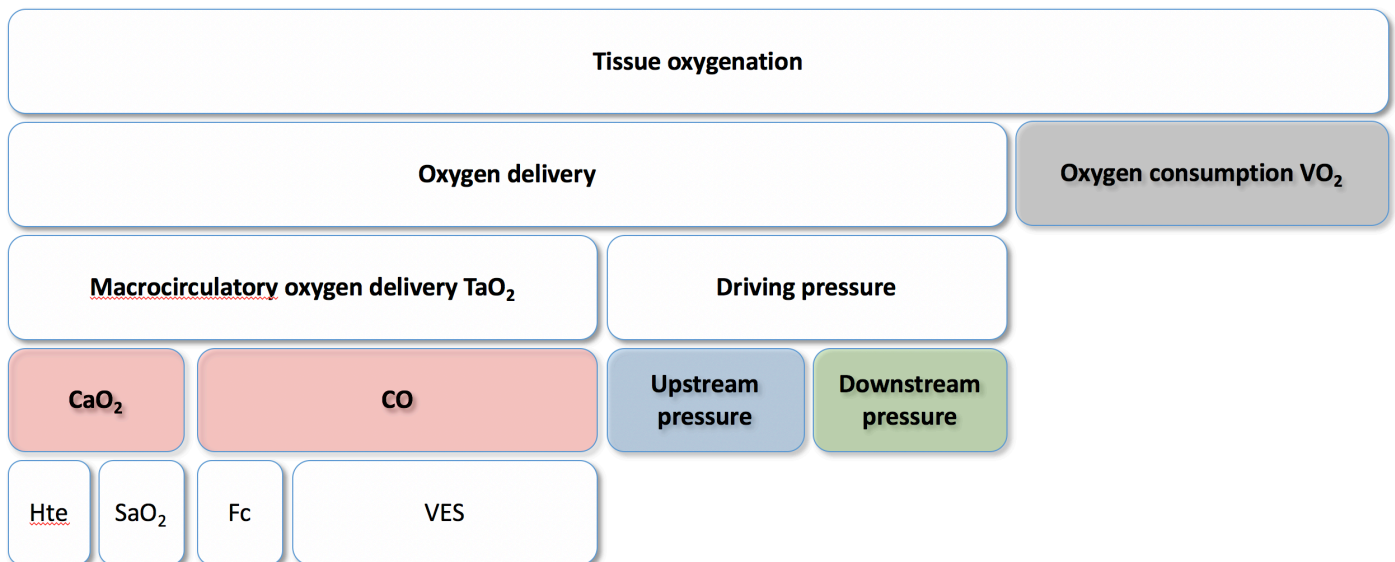 Tissue oxygenation
Oxygen delivery
Oxygen consumption VO₂
Macrocirculatory oxygen delivery TaO₂
Driving pressure
CaO₂
CO
Upstream
pressure
Downstream
pressure
Hte
SaO₂
Fc
VES